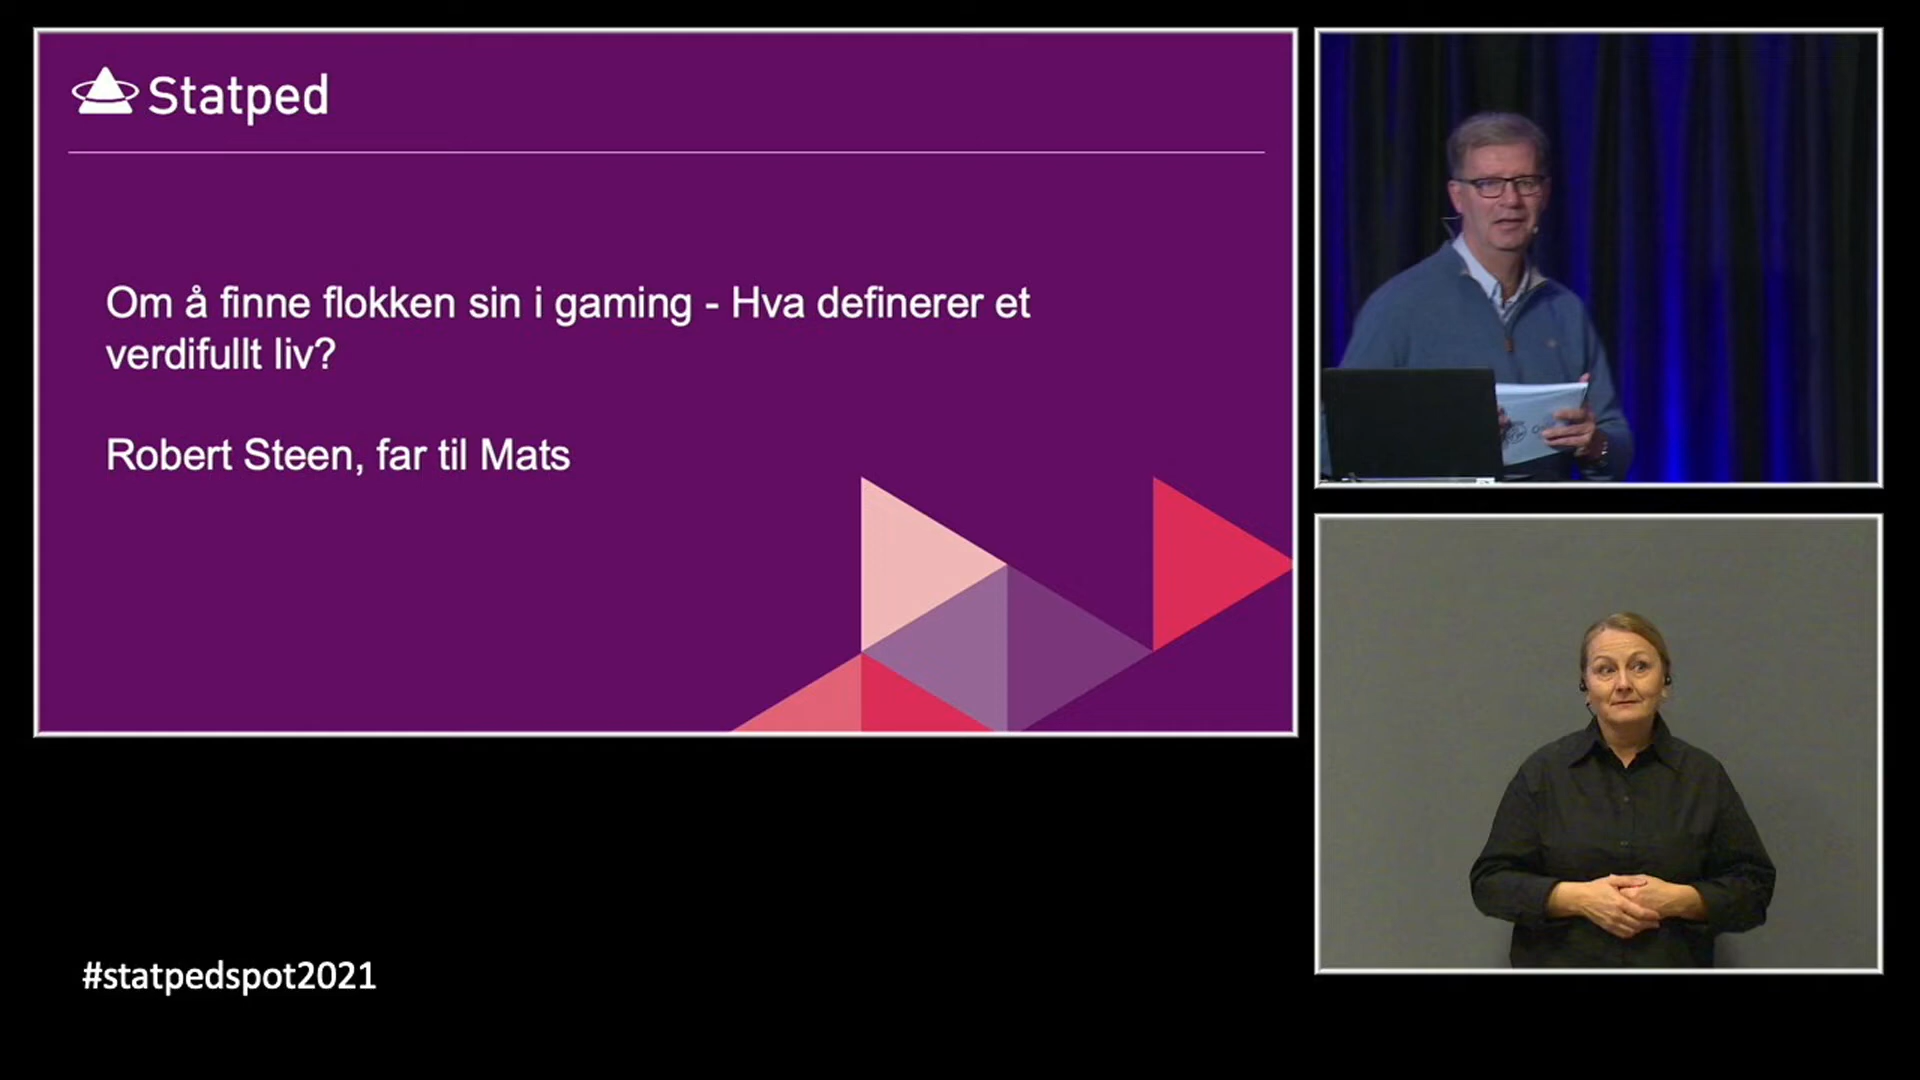 Statped
Om å finne flokken sin i gaming - Hva definerer et
verdifullt liv?
Robert Steen, far til Mats
#statpedspot2021